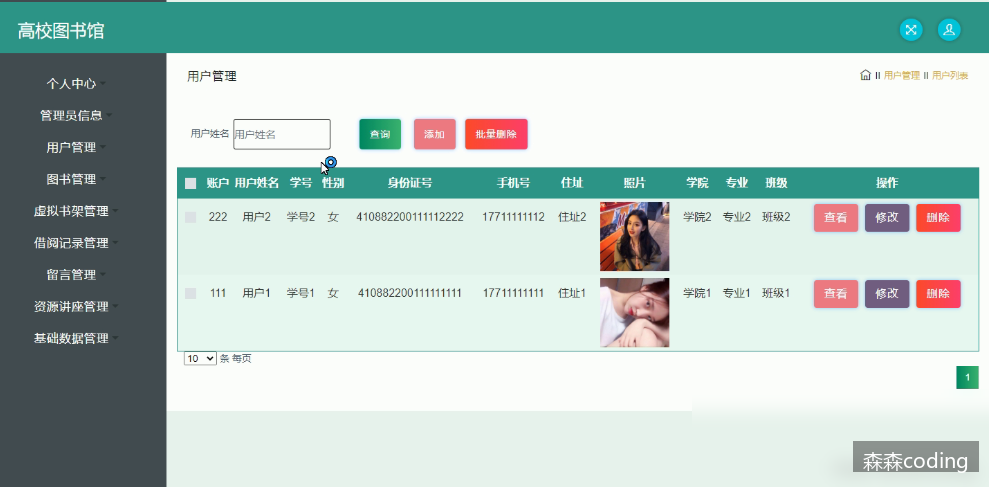 高校图书馆
个人中心
管理员信息
用户管理
图书管理
虚拟书架管理
借阅记录管理
留言管理
资源讲座管理
基础数据管理
用户管理
用户管理 用户列表
用户姓名 用户姓名 查询 添加 批量删除
账户 用户姓名 学号 性别 身份证号 手机号 住址 照片 学院 专业 班级 操作
222 用户2 学号2 女 410882200111112222 17711111112 住址2 学院2 专业2 班级2 查看 修改 删除
111 用户1 学号1 女 410882200111111111 17711111111 住址1 学院1 专业1 班级1 查看 修改 删除
10 条 每页
1
森森coding